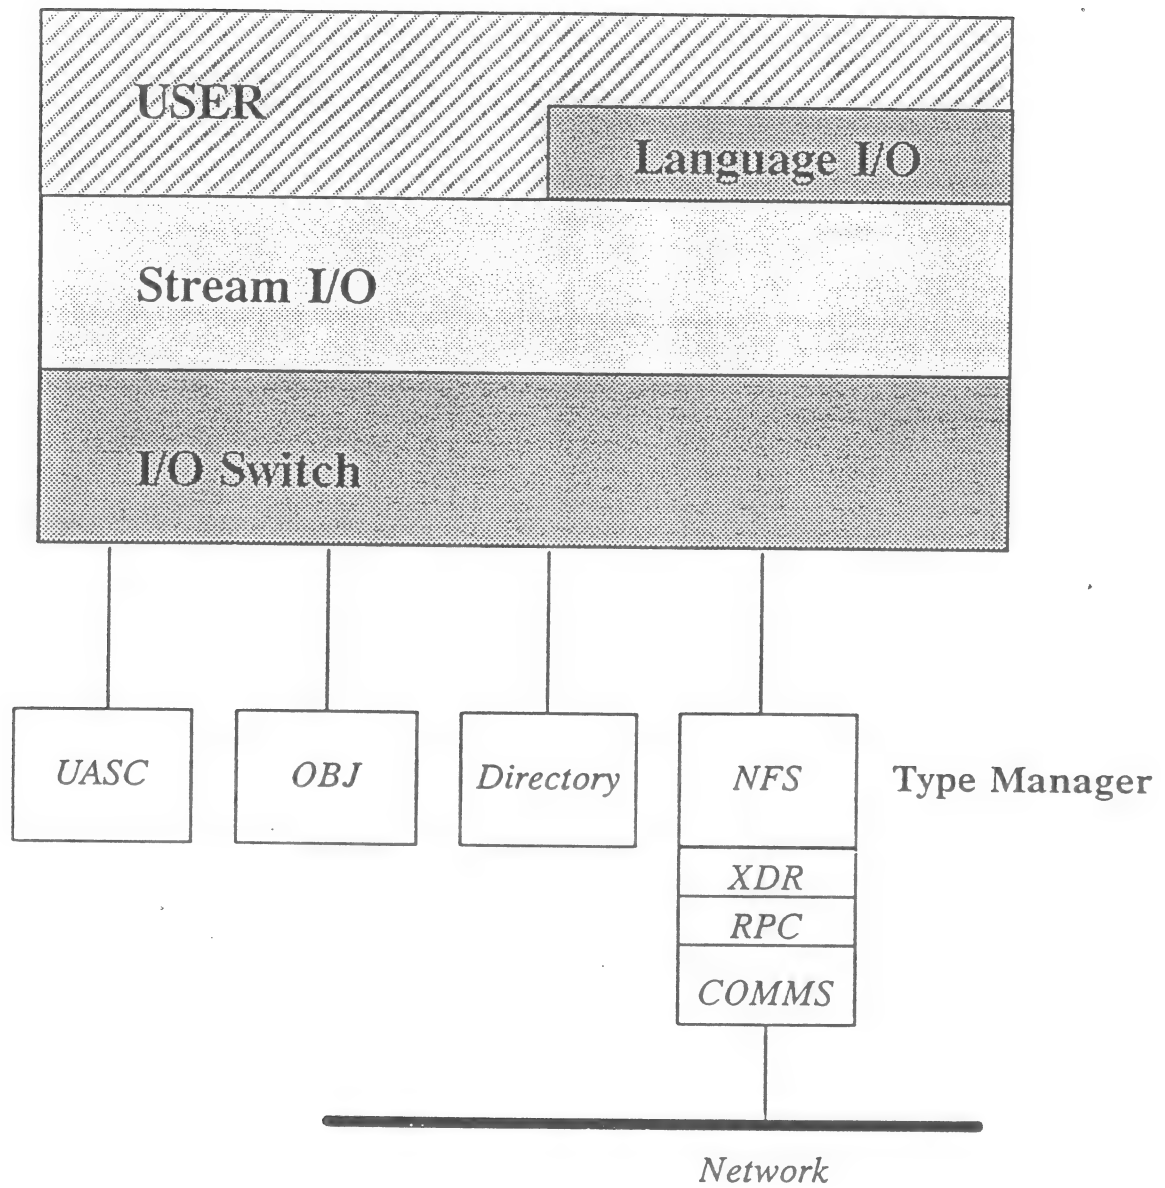 USER
Language I/O
Stream I/O
I/O Switch
UASC
OBJ
Directory
NFS
Type Manager
XDR
RPC
COMMS
Network